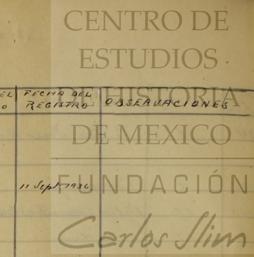 CENTRO DE
ESTUDIOS
DE HISTORIA
DE MEXICO
FUNDACIÓN
Carlos Slim
EL FECHA DEL
O REGISTRO OBSERVACIONES
11 Sept. 1936